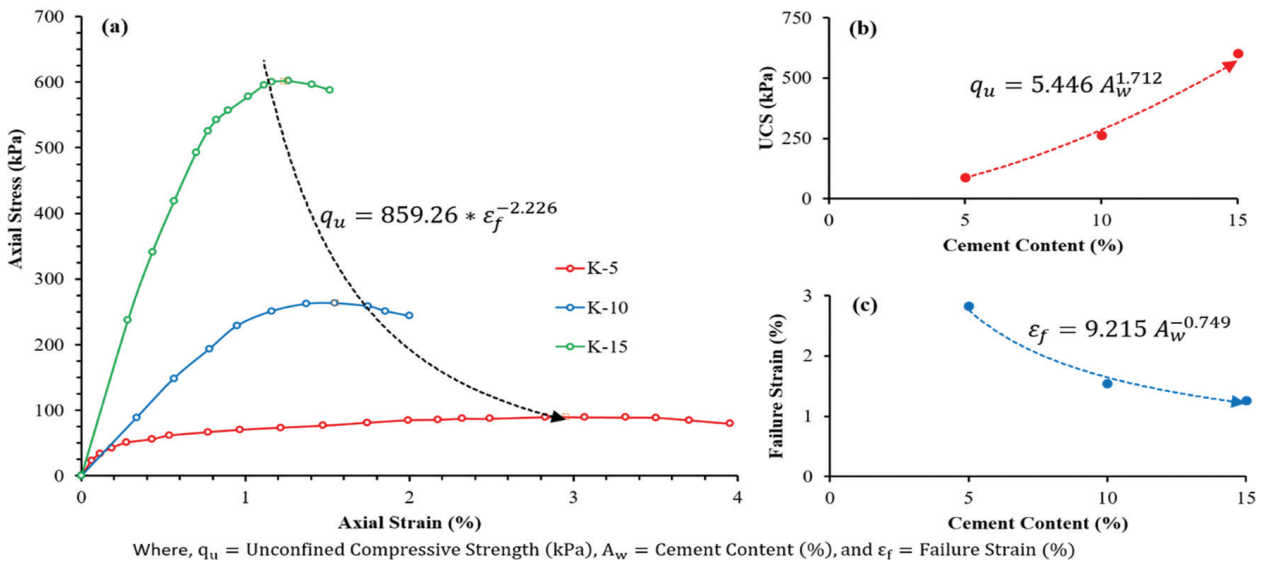 (a)
700
600
500
400
300
200
100
0
Axial Stress (kPa)
0 1 2 3 4
Axial Strain (%)
q_u = 859.26 * ε_f^-2.226
K-5
K-10
K-15
(b)
750
500
250
0
UCS (kPa)
q_u = 5.446 A_w^1.712
0 5 10 15
Cement Content (%)
(c)
3
2
1
0
Failure Strain (%)
ε_f = 9.215 A_w^-0.749
0 5 10 15
Cement Content (%)
Where, q_u = Unconfined Compressive Strength (kPa), A_w = Cement Content (%), and ε_f = Failure Strain (%)